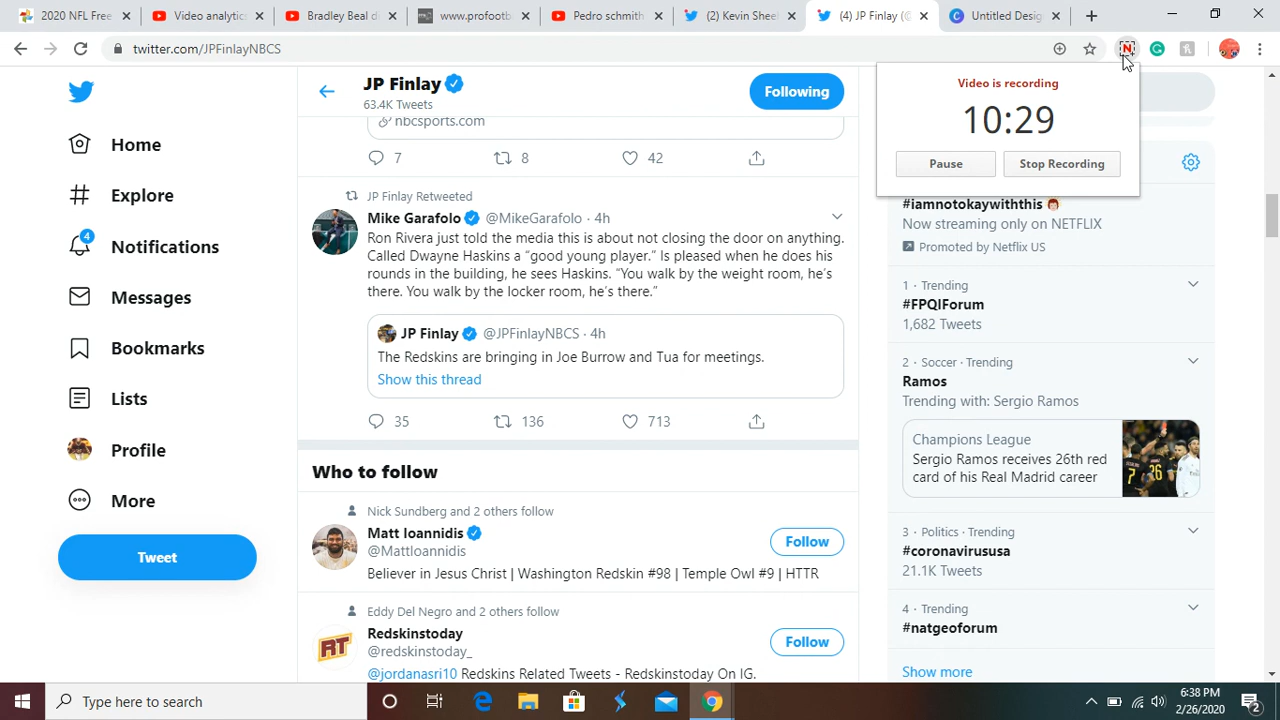 2020 NFL Free
Video analytics
Bradley Beal d
www.profootb
Pedro schmith
(2) Kevin Shee
(4) JP Finlay (@
Untitled Design
twitter.com/JPFinlayNBCS
Video is recording
10:29
Pause
Stop Recording
Home
Explore
4
Notifications
Messages
Bookmarks
Lists
Profile
More
Tweet
JP Finlay
63.4K Tweets
Following
nbcsports.com
7 8 42
JP Finlay Retweeted
Mike Garafolo @MikeGarafolo · 4h
Ron Rivera just told the media this is about not closing the door on anything.
Called Dwayne Haskins a “good young player.” Is pleased when he does his
rounds in the building, he sees Haskins. “You walk by the weight room, he’s
there. You walk by the locker room, he’s there.”
JP Finlay @JPFinlayNBCS · 4h
The Redskins are bringing in Joe Burrow and Tua for meetings.
Show this thread
35 136 713
Who to follow
Nick Sundberg and 2 others follow
Matt Ioannidis
@MattIoannidis
Follow
Believer in Jesus Christ | Washington Redskin #98 | Temple Owl #9 | HTTR
Eddy Del Negro and 2 others follow
RT
Redskinstoday
@redskinstoday_
Follow
@jordanasri10 Redskins Related Tweets - Redskinstoday On IG.
#iamnotokaywiththis
Now streaming only on NETFLIX
Promoted by Netflix US
1 · Trending
#FPQIForum
1,682 Tweets
2 · Soccer · Trending
Ramos
Trending with: Sergio Ramos
Champions League
Sergio Ramos receives 26th red
card of his Real Madrid career
3 · Politics · Trending
#coronavirususa
21.1K Tweets
4 · Trending
#natgeoforum
Show more
Type here to search
6:38 PM
2/26/2020
2